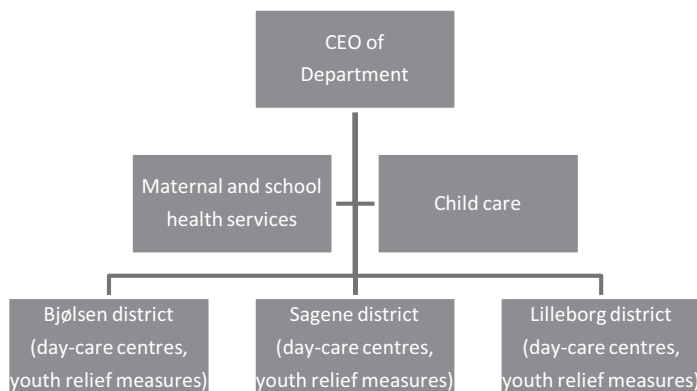 CEO of
Department
Maternal and school
health services
Child care
Bjølsen district
(day-care centres,
youth relief measures)
Sagene district
(day-care centres,
youth relief measures)
Lilleborg district
(day-care centres,
youth relief measures)